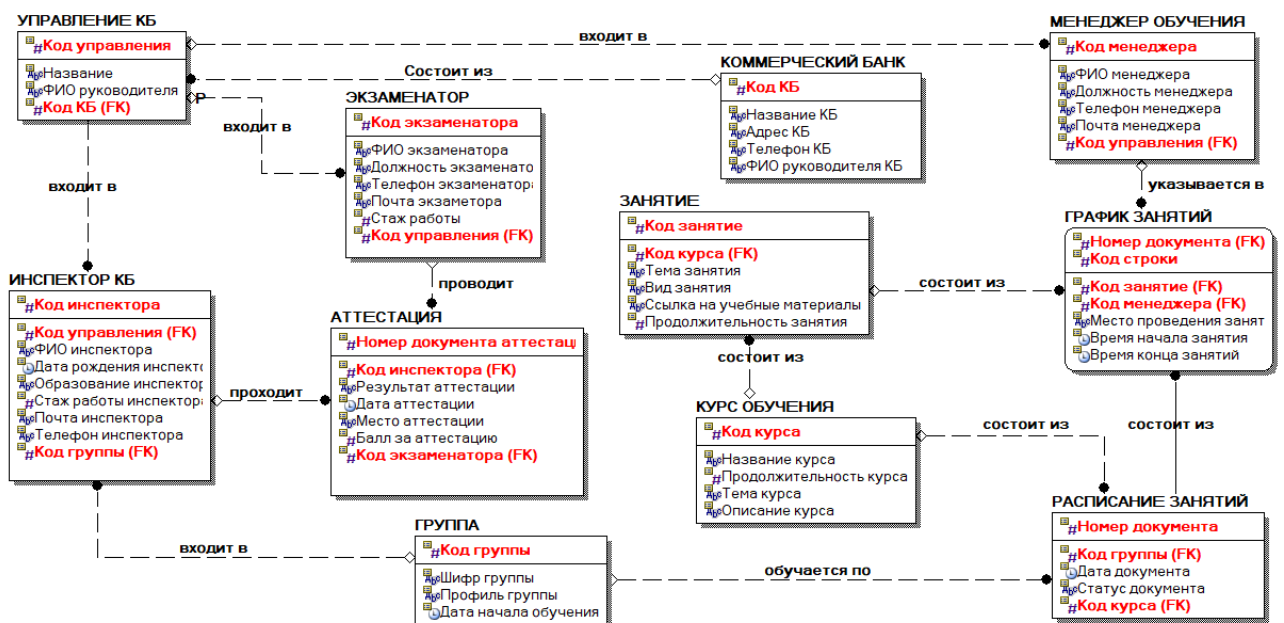 УПРАВЛЕНИЕ КБ
#Код управления
Название
ФИО руководителя
#Код КБ (FK)
P
входит в
МЕНЕДЖЕР ОБУЧЕНИЯ
#Код менеджера
ФИО менеджера
Должность менеджера
Телефон менеджера
Почта менеджера
#Код управления (FK)
Состоит из
КОММЕРЧЕСКИЙ БАНК
#Код КБ
Название КБ
Адрес КБ
Телефон КБ
ФИО руководителя КБ
входит в
ЭКЗАМЕНАТОР
#Код экзаменатора
ФИО экзаменатора
Должность экзаменато
Телефон экзаменатора
Почта экзаметора
#Стаж работы
#Код управления (FK)
входит в
указывается в
ЗАНЯТИЕ
#Код занятие
#Код курса (FK)
Тема занятия
Вид занятия
Ссылка на учебные материалы
#Продолжительность занятия
состоит из
ГРАФИК ЗАНЯТИЙ
#Номер документа (FK)
#Код строки
#Код занятие (FK)
#Код менеджера (FK)
Место проведения занят
Время начала занятия
Время конца занятий
проводит
ИНСПЕКТОР КБ
#Код инспектора
#Код управления (FK)
ФИО инспектора
Дата рождения инспекто
Образование инспектор
#Стаж работы инспектора
Почта инспектора
Телефон инспектора
#Код группы (FK)
проходит
АТТЕСТАЦИЯ
#Номер документа аттестац
#Код инспектора (FK)
Результат аттестации
Дата аттестации
Место аттестации
#Балл за аттестацию
#Код экзаменатора (FK)
состоит из
КУРС ОБУЧЕНИЯ
#Код курса
Название курса
#Продолжительность курса
Тема курса
Описание курса
состоит из
состоит из
РАСПИСАНИЕ ЗАНЯТИЙ
#Номер документа
#Код группы (FK)
Дата документа
Статус документа
#Код курса (FK)
входит в
ГРУППА
#Код группы
Шифр группы
Профиль группы
Дата начала обучения
обучается по